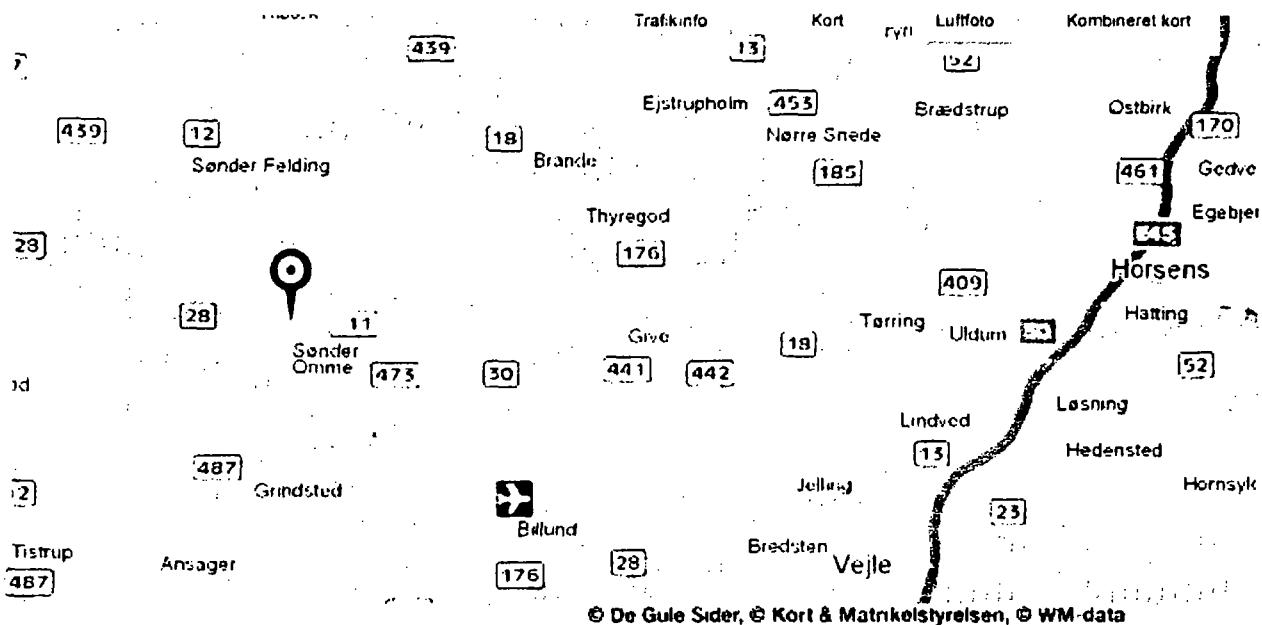 Trafikinfo Kort Luftfoto Kombineret kort
439 13 52
Ejstrupholm 453 Brædstrup Ostbirk
439 12 18 Brande Nørre Snede 170
Sønder Felding 185 461
Thyregod
28 176 Horsens
409
28 11 Give 18 Tørring Uldum Hatting
Sønder
Omme 473 30 441 442 52
Løsning
Lindved
13 Hedensted
487 Grindsted Jelling
23
Billund
Tistrup Ansager Bredsten Vejle
487 176 28
© De Gule Sider, © Kort & Matrikelstyrelsen, © WM-data